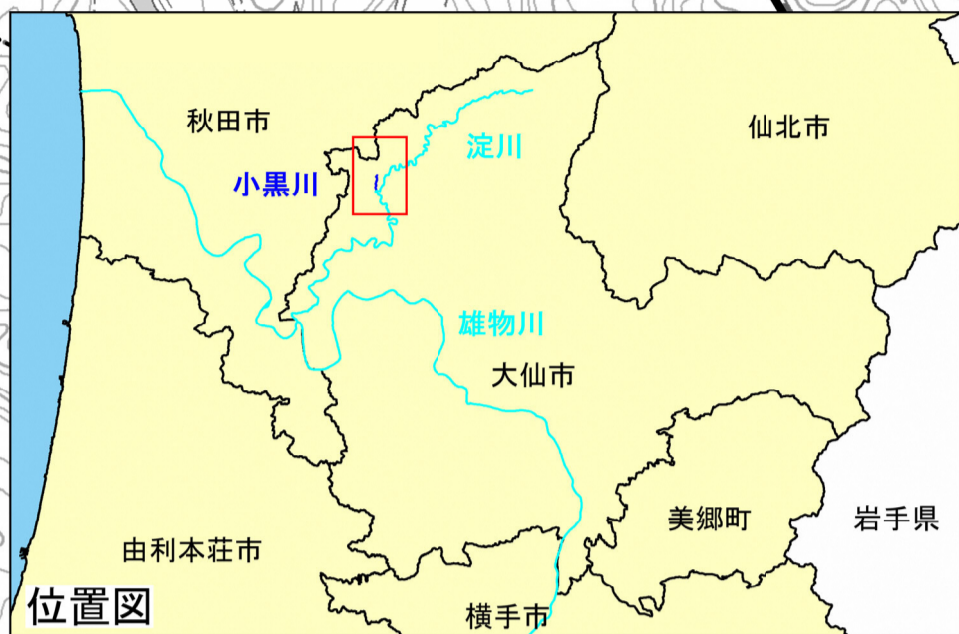 秋田市
仙北市
淀川
小黒川
雄物川
大仙市
美郷町
岩手県
由利本荘市
横手市
位置図